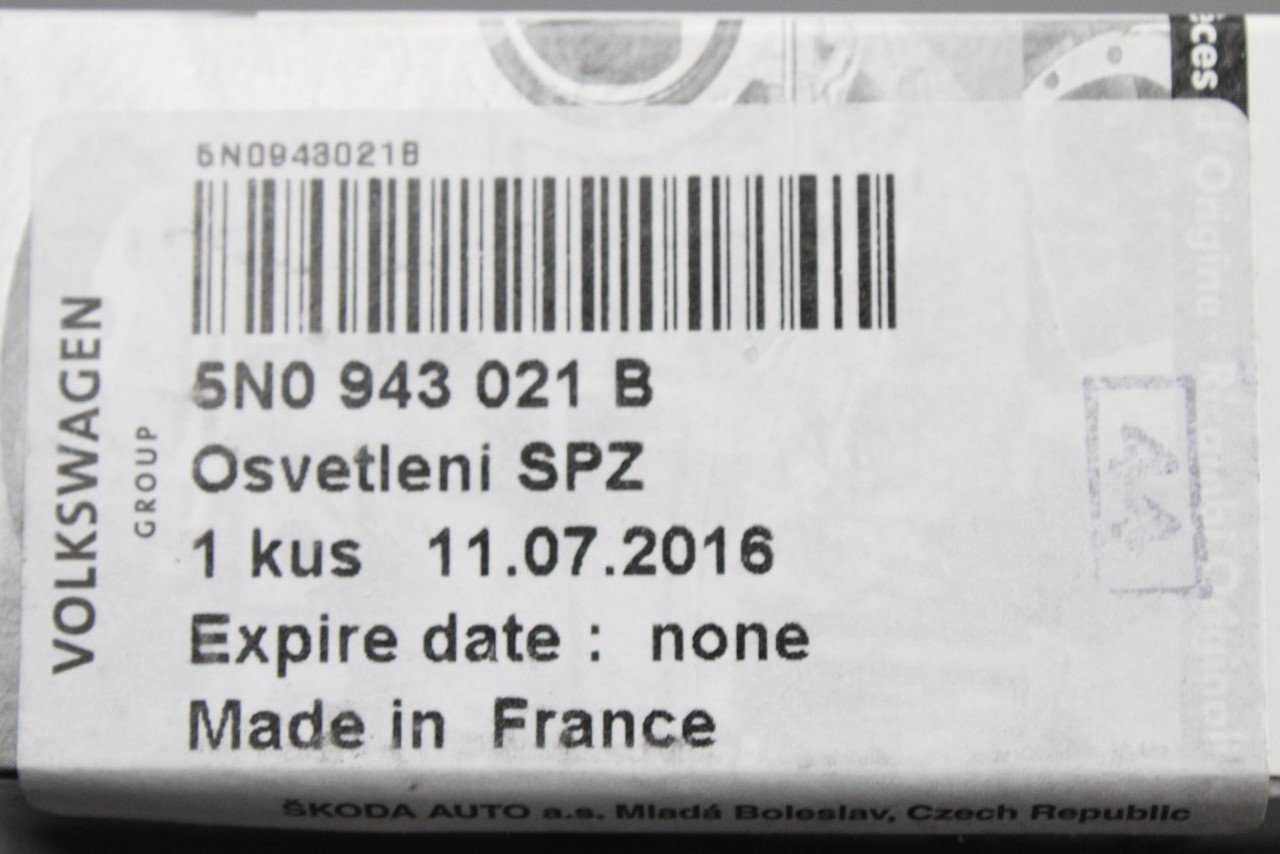 5N0943021B
5N0 943 021 B
Osvetleni SPZ
1 kus 11.07.2016
Expire date : none
Made in France
VOLKSWAGEN
GROUP
ŠKODA AUTO a.s. Mladá Boleslav, Czech Republic